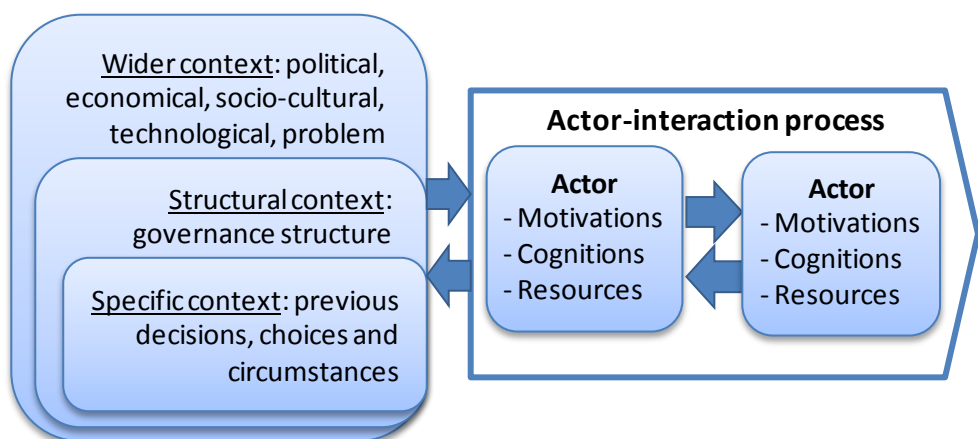 Wider context: political,
economical, socio-cultural,
technological, problem
Structural context:
governance structure
Specific context: previous
decisions, choices and
circumstances
Actor-interaction process
Actor
- Motivations
- Cognitions
- Resources
Actor
- Motivations
- Cognitions
- Resources